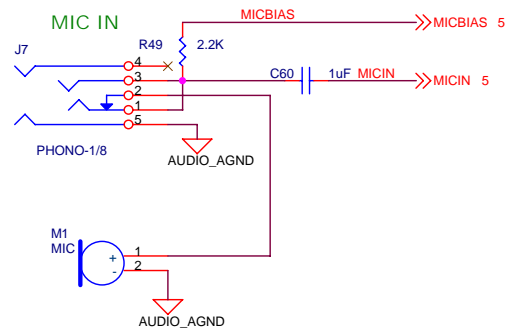 MIC IN
MICBIAS
MICBIAS 5
J7
R49
2.2K
4
3
2
1
5
C60
1uF
MICIN
MICIN 5
PHONO-1/8
AUDIO_AGND
M1
MIC
+
1
-
2
AUDIO_AGND